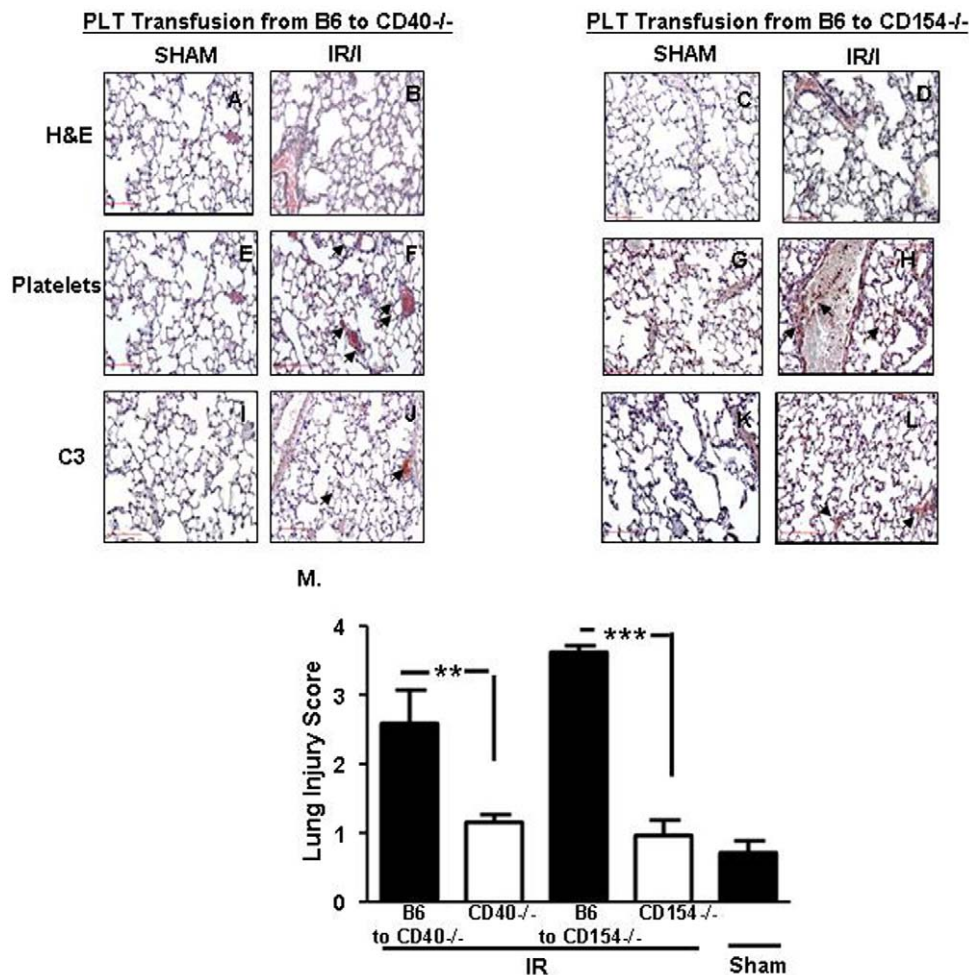 PLT Transfusion from B6 to CD40-/-
PLT Transfusion from B6 to CD154-/-
SHAM
IR/I
SHAM
IR/I
H&E
A
B
C
D
Platelets
E
F
G
H
C3
I
J
K
L
M.
Lung Injury Score
4
3
2
1
0
**
***
B6
to CD40-/-
CD40-/-
B6
to CD154-/-
CD154-/-
IR
Sham